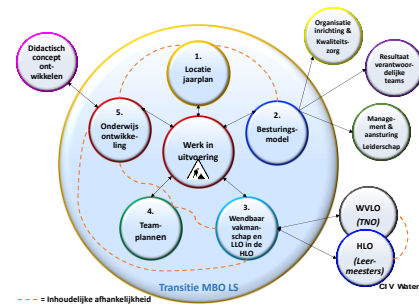 Organisatie
inrichting &
Kwaliteits-
zorg
Didactisch
concept
ont-
wikkelen
1.
Locatie
jaarplan
Resultaat
verantwoor-
delijke
teams
5.
Onderwijs
ontwikke-
ling
2.
Besturings-
model
Werk in
uitvoering
Manage-
ment &
aansturing
Leiderschap
4.
Team-
plannen
3.
Wendbaar
vakman-
schap en
LLO in de
HLO
WVLO
(TNO)
HLO
(Leer-
meesters)
Transitie MBO LS
CIV Water
= Inhoudelijke afhankelijkheid